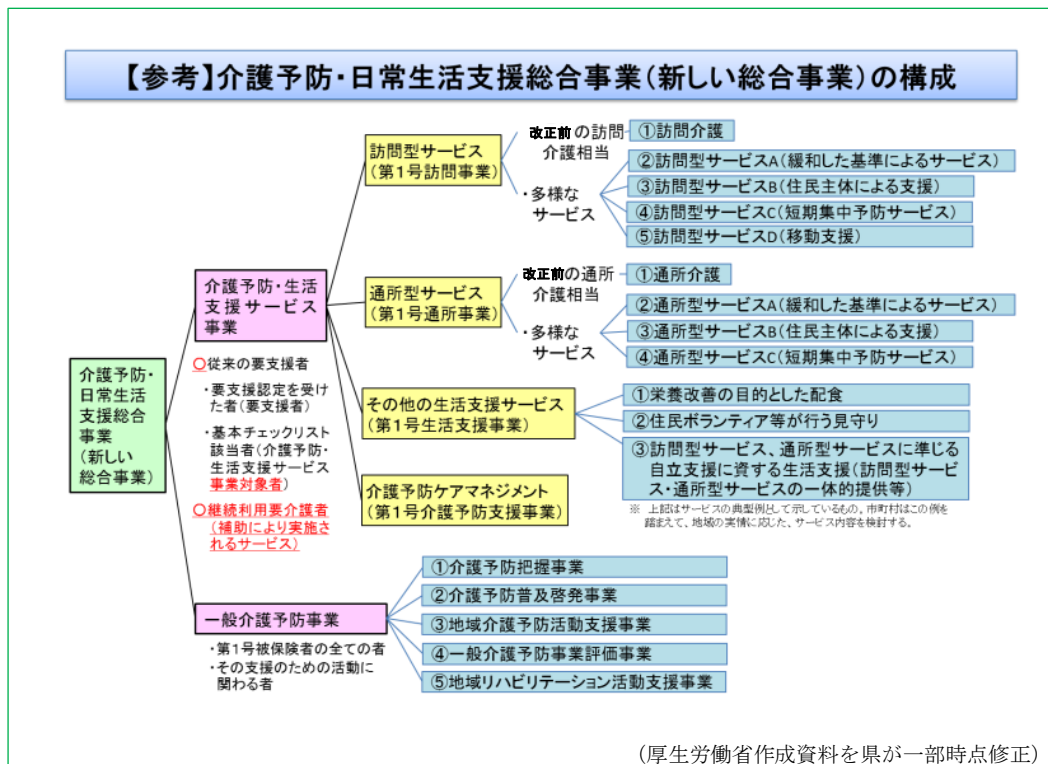 【参考】介護予防・日常生活支援総合事業(新しい総合事業)の構成
介護予防・
日常生活
支援総合
事業
(新しい
総合事業)
介護予防・生活
支援サービス
事業
〇従来の要支援者
・要支援認定を受け
た者(要支援者)
・基本チェックリスト
該当者(介護予防・
生活支援サービス
事業対象者)
〇継続利用要介護者
(補助により実施さ
れるサービス)
訪問型サービス
(第1号訪問事業)
改正前の訪問
介護相当
①訪問介護
・多様な
サービス
②訪問型サービスA(緩和した基準によるサービス)
③訪問型サービスB(住民主体による支援)
④訪問型サービスC(短期集中予防サービス)
⑤訪問型サービスD(移動支援)
通所型サービス
(第1号通所事業)
改正前の通所
介護相当
①通所介護
・多様な
サービス
②通所型サービスA(緩和した基準によるサービス)
③通所型サービスB(住民主体による支援)
④通所型サービスC(短期集中予防サービス)
その他の生活支援サービス
(第1号生活支援事業)
①栄養改善の目的とした配食
②住民ボランティア等が行う見守り
③訪問型サービス、通所型サービスに準じる
自立支援に資する生活支援(訪問型サービ
ス・通所型サービスの一体的提供等)
※ 上記はサービスの典型例として示しているもの。市町村はこの例を
踏まえて、地域の実情に応じた、サービス内容を検討する。
介護予防ケアマネジメント
(第1号介護予防支援事業)
一般介護予防事業
・第1号被保険者の全ての者
・その支援のための活動に
関わる者
①介護予防把握事業
②介護予防普及啓発事業
③地域介護予防活動支援事業
④一般介護予防事業評価事業
⑤地域リハビリテーション活動支援事業
(厚生労働省作成資料を県が一部時点修正)